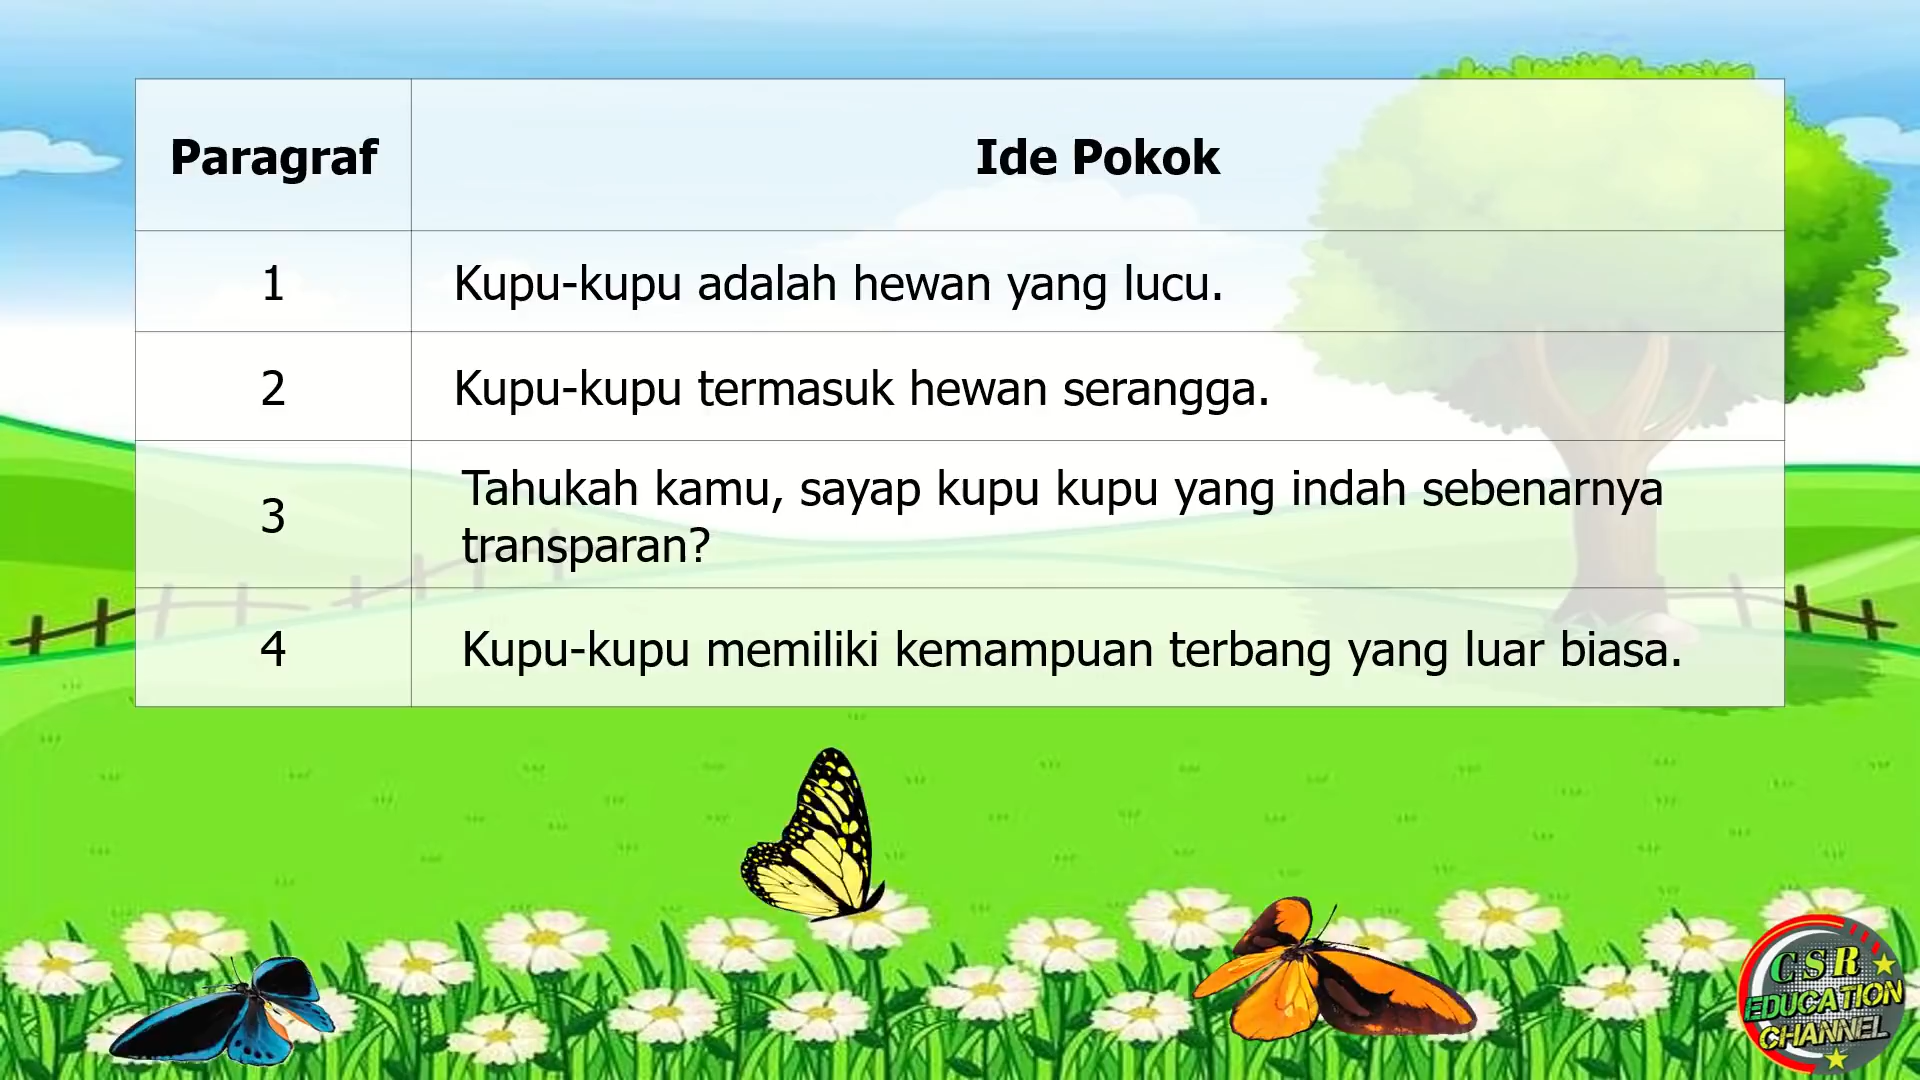 Paragraf Ide Pokok
1 Kupu-kupu adalah hewan yang lucu.
2 Kupu-kupu termasuk hewan serangga.
3 Tahukah kamu, sayap kupu kupu yang indah sebenarnya
transparan?
4 Kupu-kupu memiliki kemampuan terbang yang luar biasa.
CSR
EDUCATION
CHANNEL